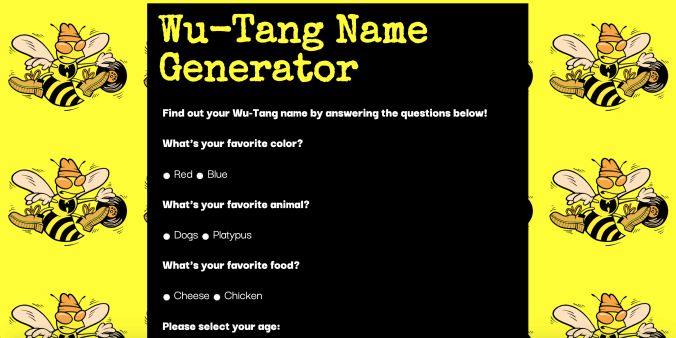 Wu-Tang Name
Generator
Find out your Wu-Tang name by answering the questions below!
What's your favorite color?
Red Blue
What's your favorite animal?
Dogs Platypus
What's your favorite food?
Cheese Chicken
Please select your age: